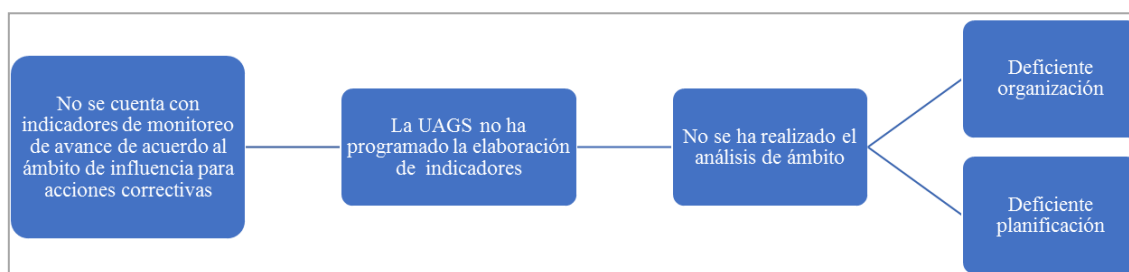 No se cuenta con
indicadores de monitoreo
de avance de acuerdo al
ámbito de influencia para
acciones correctivas
La UAGS no ha
programado la elaboración
de indicadores
No se ha realizado el
análisis de ámbito
Deficiente
organización
Deficiente
planificación